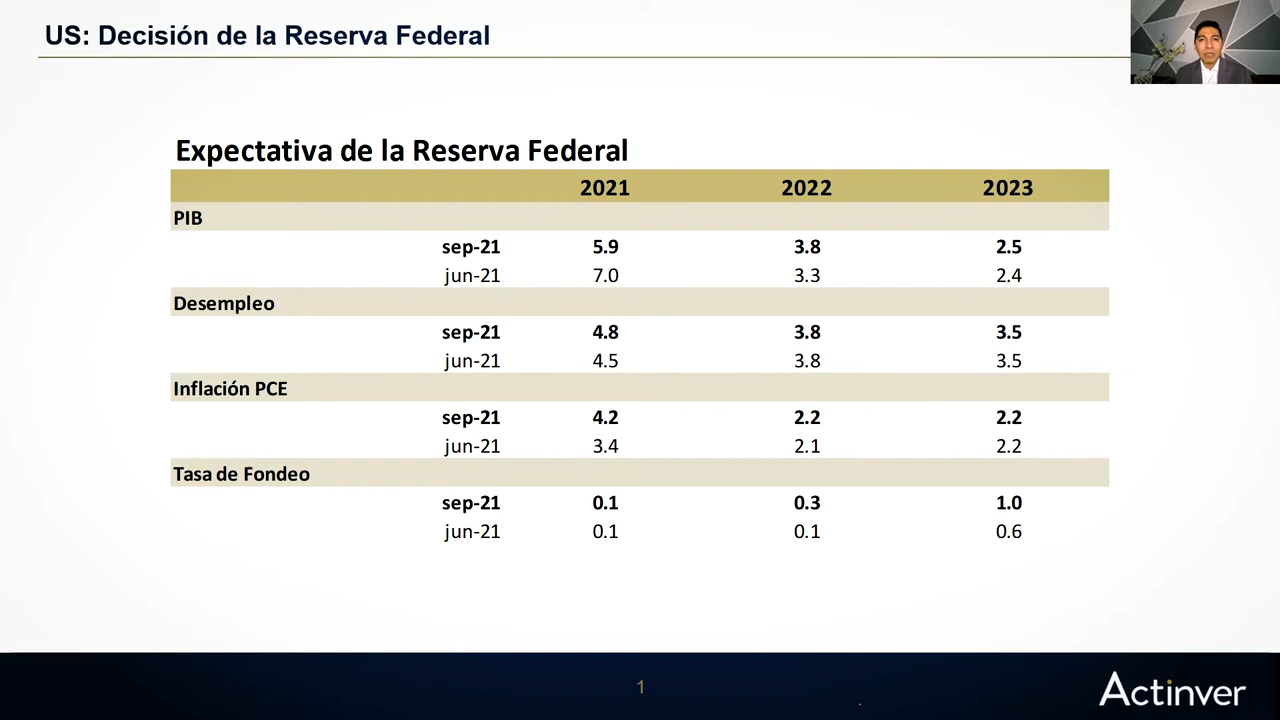 US: Decisión de la Reserva Federal
Expectativa de la Reserva Federal
2021 2022 2023
PIB
sep-21 5.9 3.8 2.5
jun-21 7.0 3.3 2.4
Desempleo
sep-21 4.8 3.8 3.5
jun-21 4.5 3.8 3.5
Inflación PCE
sep-21 4.2 2.2 2.2
jun-21 3.4 2.1 2.2
Tasa de Fondeo
sep-21 0.1 0.3 1.0
jun-21 0.1 0.1 0.6
1
Actinver